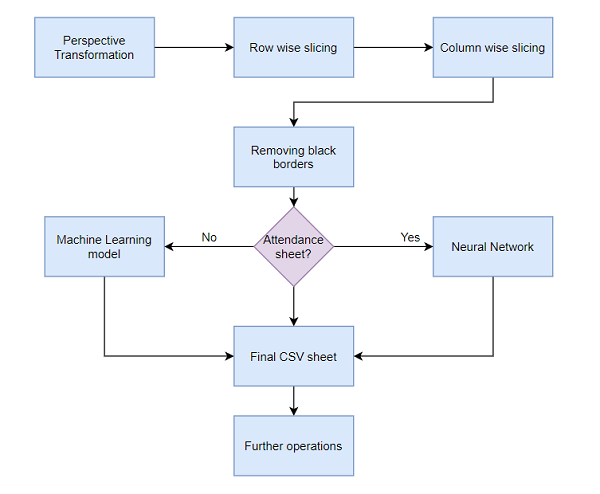 Perspective
Transformation
Row wise slicing
Column wise slicing
Removing black
borders
Attendance
sheet?
No
Yes
Machine Learning
model
Neural Network
Final CSV sheet
Further operations